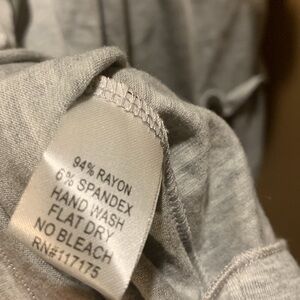 94% RAYON
6% SPANDEX
HAND WASH
FLAT DRY
NO BLEACH
RN#117175